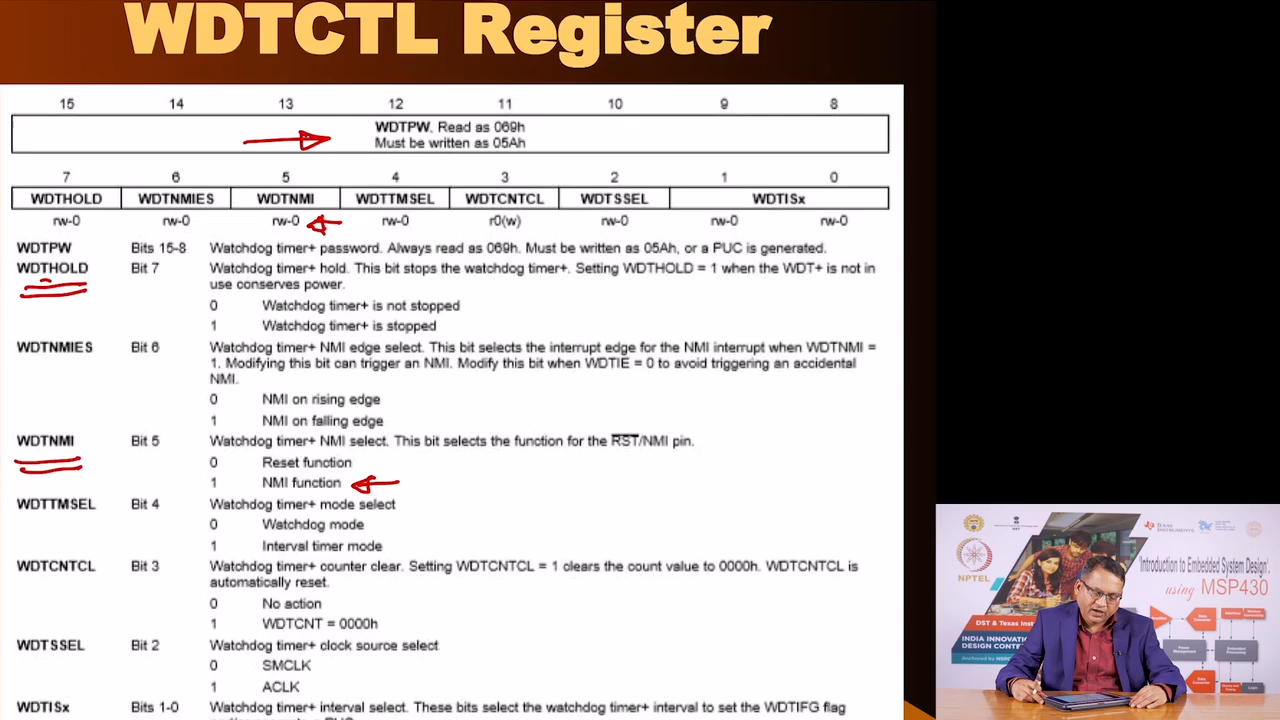 WDTCTL Register
15 14 13 12 11 10 9 8
WDTPW, Read as 069h
Must be written as 05Ah
7 6 5 4 3 2 1 0
WDTHOLD WDTNMIES WDTNMI WDTTMSEL WDTCNTCL WDTSSEL WDTISx
rw-0 rw-0 rw-0 rw-0 r0(w) rw-0 rw-0 rw-0
WDTPW Bits 15-8 Watchdog timer+ password. Always read as 069h. Must be written as 05Ah, or a PUC is generated.
WDTHOLD Bit 7 Watchdog timer+ hold. This bit stops the watchdog timer+. Setting WDTHOLD = 1 when the WDT+ is not in
use conserves power.
0 Watchdog timer+ is not stopped
1 Watchdog timer+ is stopped
WDTNMIES Bit 6 Watchdog timer+ NMI edge select. This bit selects the interrupt edge for the NMI interrupt when WDTNMI =
1. Modifying this bit can trigger an NMI. Modify this bit when WDTIE = 0 to avoid triggering an accidental
NMI.
0 NMI on rising edge
1 NMI on falling edge
WDTNMI Bit 5 Watchdog timer+ NMI select. This bit selects the function for the RST/NMI pin.
0 Reset function
1 NMI function
WDTTMSEL Bit 4 Watchdog timer+ mode select
0 Watchdog mode
1 Interval timer mode
WDTCNTCL Bit 3 Watchdog timer+ counter clear. Setting WDTCNTCL = 1 clears the count value to 0000h. WDTCNTCL is
automatically reset.
0 No action
1 WDTCNT = 0000h
WDTSSEL Bit 2 Watchdog timer+ clock source select
0 SMCLK
1 ACLK
WDTISx Bits 1-0 Watchdog timer+ interval select. These bits select the watchdog timer+ interval to set the WDTIFG flag
NPTEL
TEXAS INSTRUMENTS
'Introduction to Embedded System Design'
using MSP430
DST & Texas Inst
INDIA INNOVATION
DESIGN CONTE